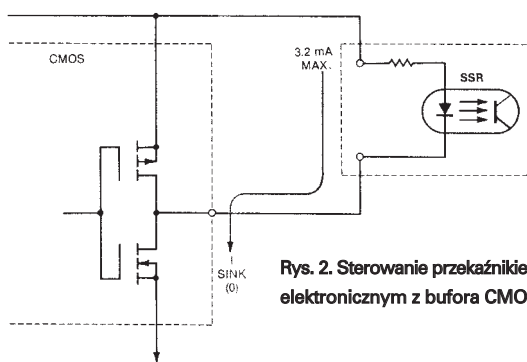 CMOS
3.2 mA
MAX.
SSR
SINK
(0)
Rys. 2. Sterowanie przekaźnikie
elektronicznym z bufora CMO